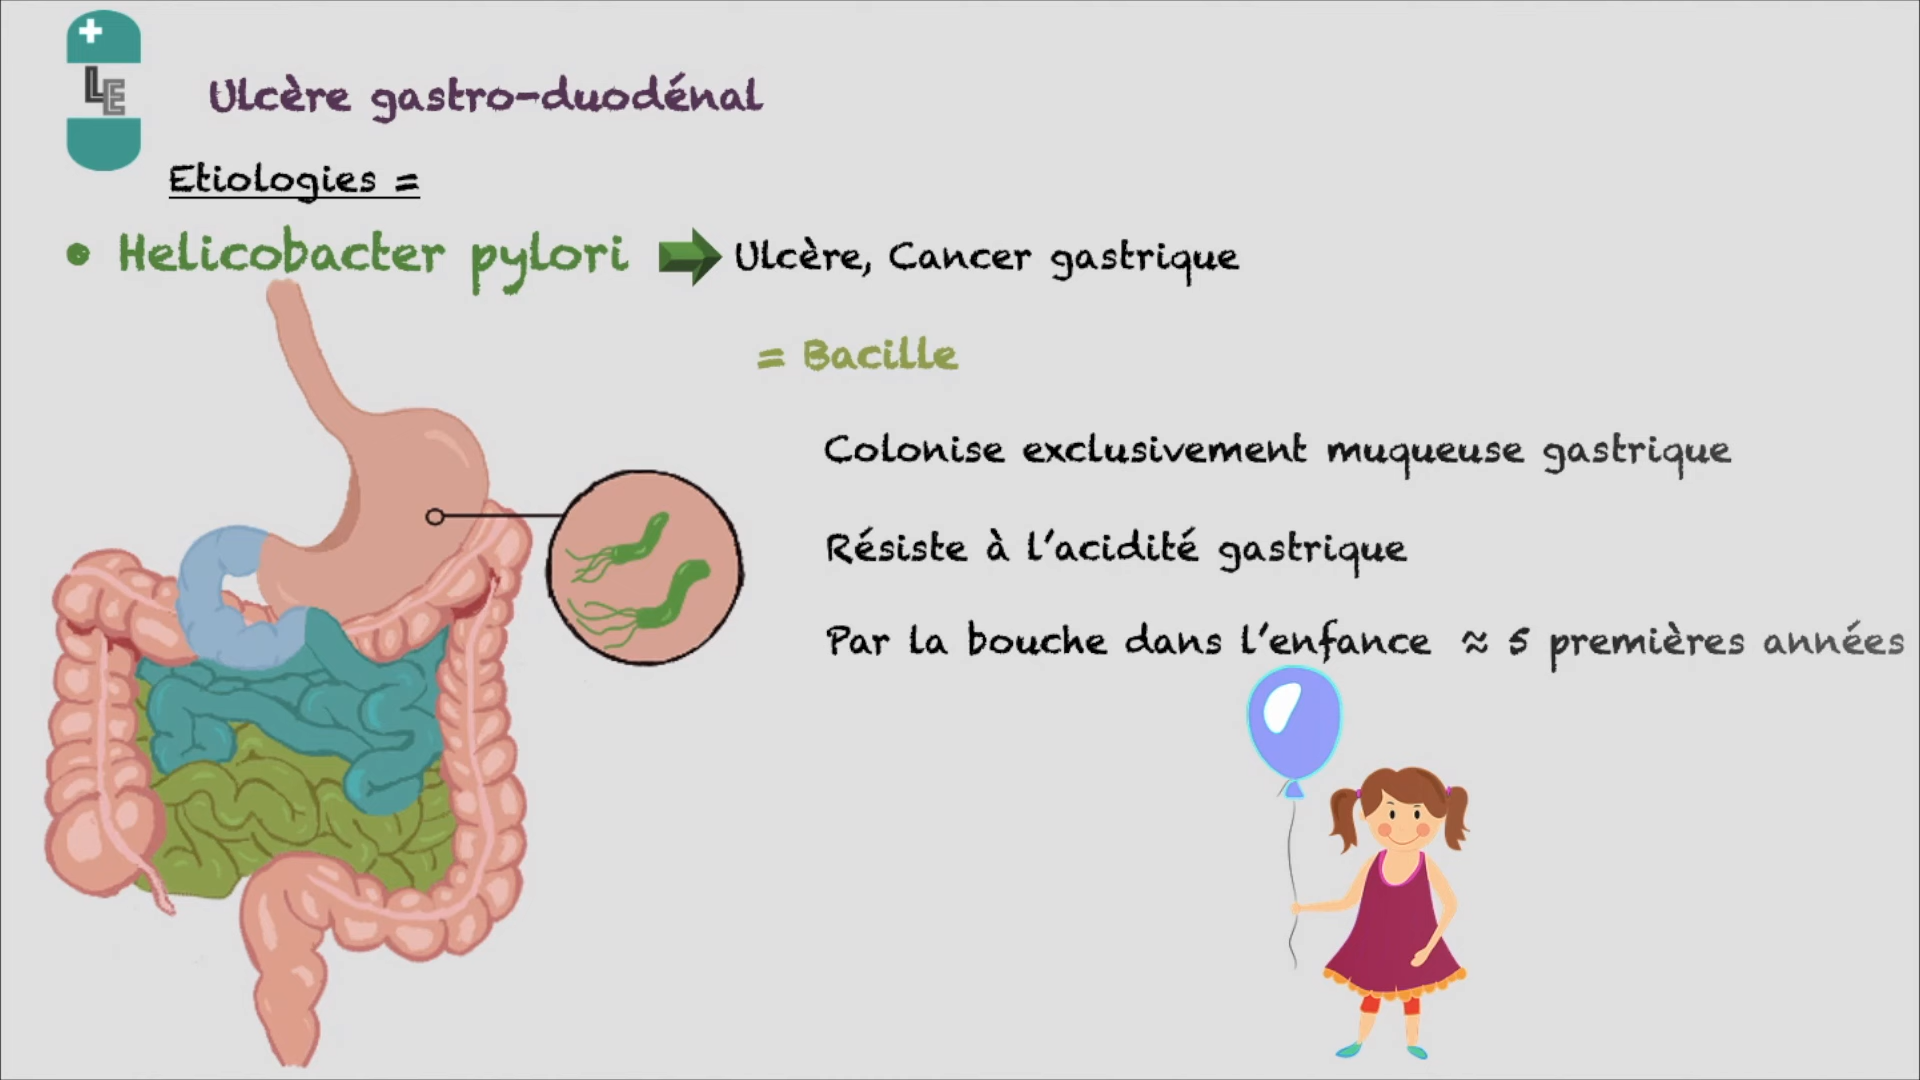 LE
Ulcère gastro-duodénal
Etiologies =
• Helicobacter pylori Ulcère, Cancer gastrique
= Bacille
Colonise exclusivement muqueuse gastrique
Résiste à l'acidité gastrique
Par la bouche dans l'enfance ≈ 5 premières années